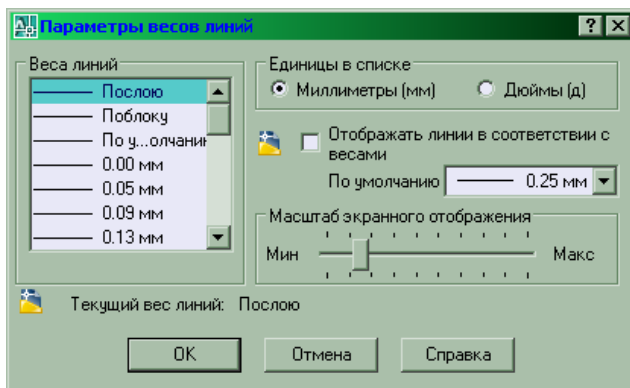 Параметры весов линий
Веса линий
Послою
Поблоку
По у...олчанию
0.00 мм
0.05 мм
0.09 мм
0.13 мм
Единицы в списке
Миллиметры (мм)
Дюймы (д)
Отображать линии в соответствии с
весами
По умолчанию
0.25 мм
Масштаб экранного отображения
Мин
Макс
Текущий вес линий: Послою
OK
Отмена
Справка